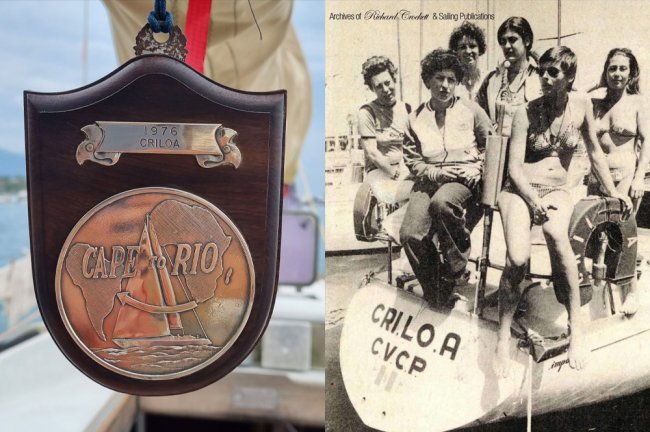 1976
CRILOA
CAPE TO RIO
Archives of Richard Crockett & Sailing Publications
CRI.LO.A
CVCP